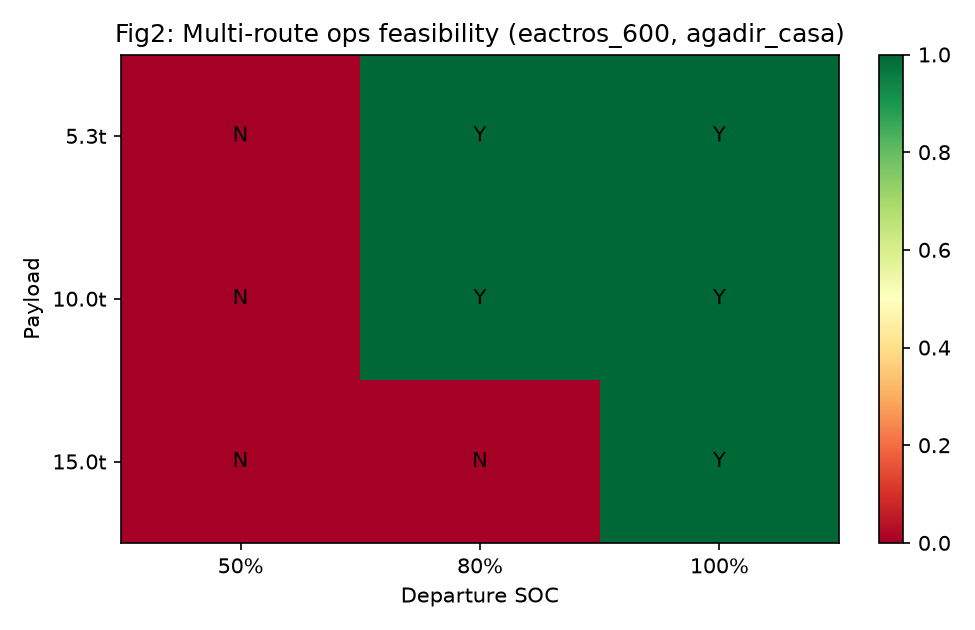 Fig2: Multi-route ops feasibility (eactros_600, agadir_casa)
1.0
5.3t N Y Y
0.8
0.6
Payload
10.0t N Y Y
0.4
0.2
15.0t N N Y
0.0
50% 80% 100%
Departure SOC